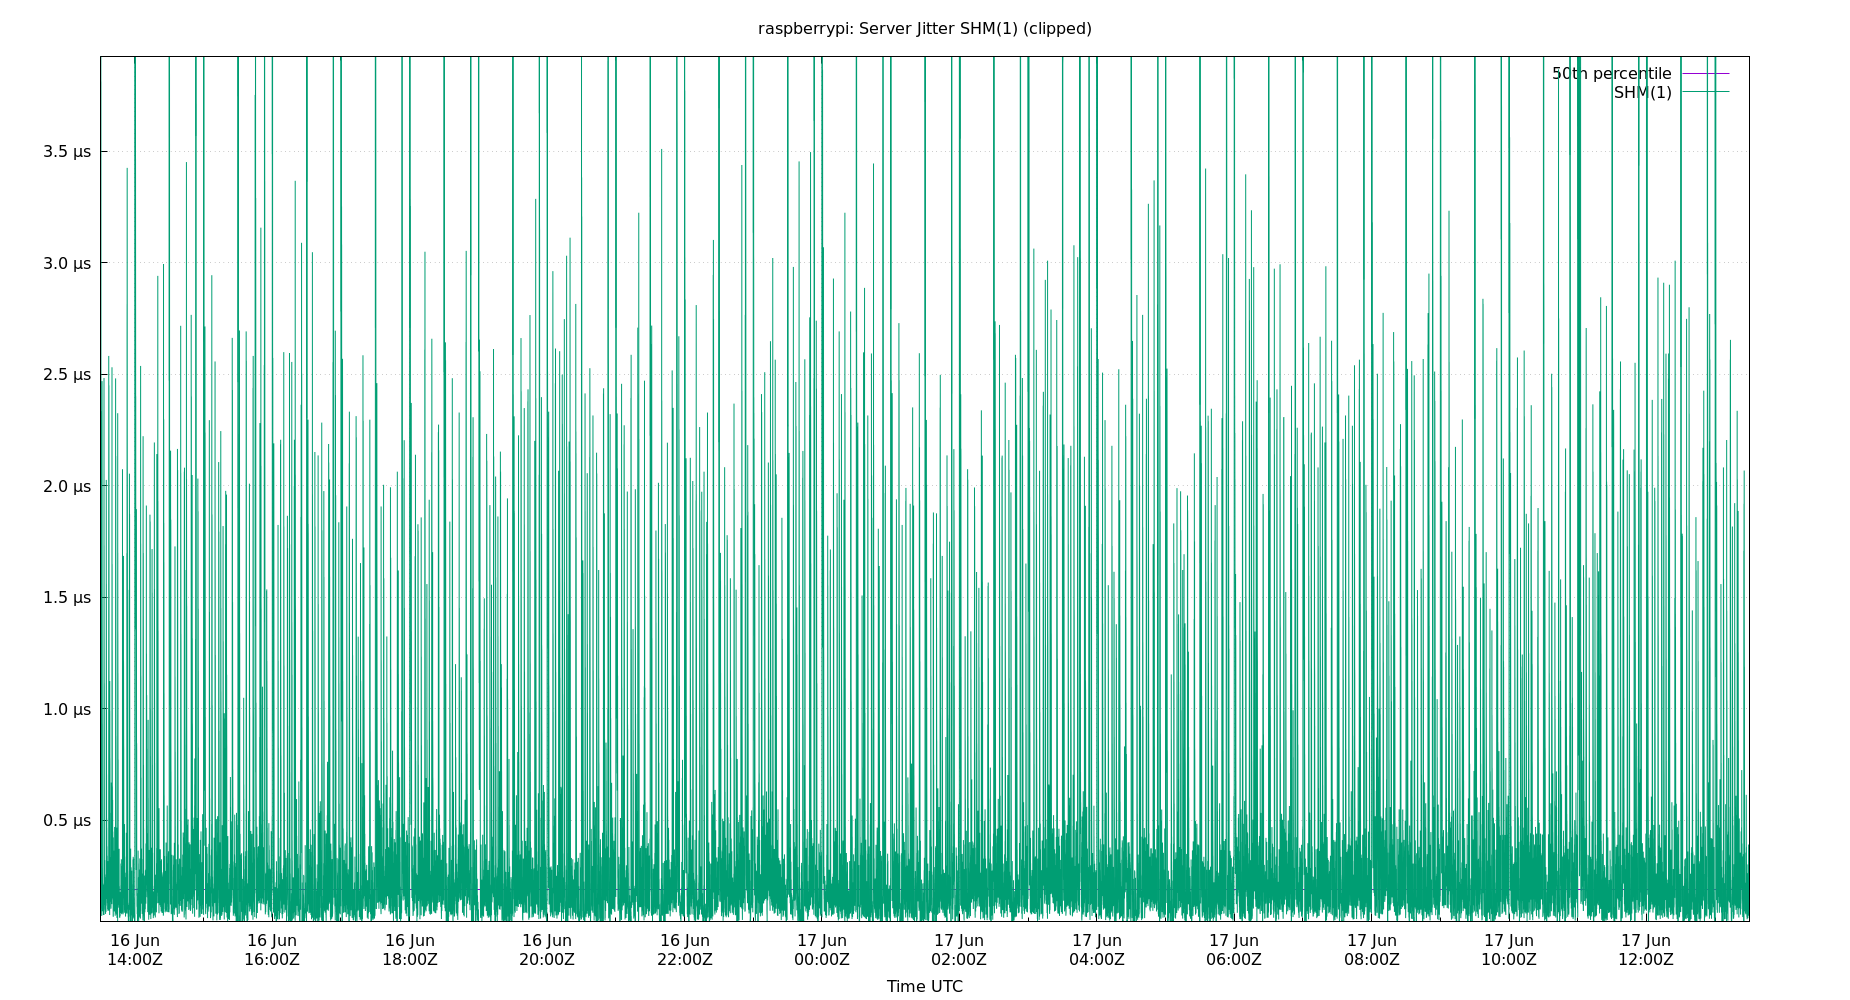 raspberrypi: Server Jitter SHM(1) (clipped)
50th percentile
SHM(1)
3.5 µs
3.0 µs
2.5 µs
2.0 µs
1.5 µs
1.0 µs
0.5 µs
16 Jun 16 Jun 16 Jun 16 Jun 16 Jun 17 Jun 17 Jun 17 Jun 17 Jun 17 Jun 17 Jun 17 Jun
14:00Z 16:00Z 18:00Z 20:00Z 22:00Z 00:00Z 02:00Z 04:00Z 06:00Z 08:00Z 10:00Z 12:00Z
Time UTC